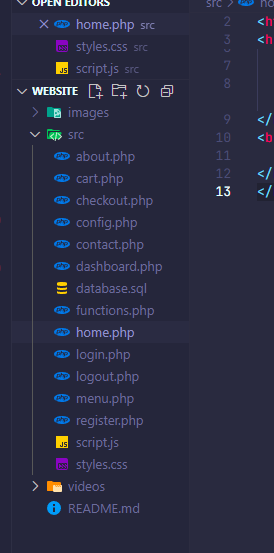 OPEN EDITORS
home.php src
styles.css src
script.js src
WEBSITE
images
src
about.php
cart.php
checkout.php
config.php
contact.php
dashboard.php
database.sql
functions.php
home.php
login.php
logout.php
menu.php
register.php
script.js
styles.css
videos
README.md
src > ho
2 <h
3 <h
7
8
9 </
10 <b
11
12 </
13 </